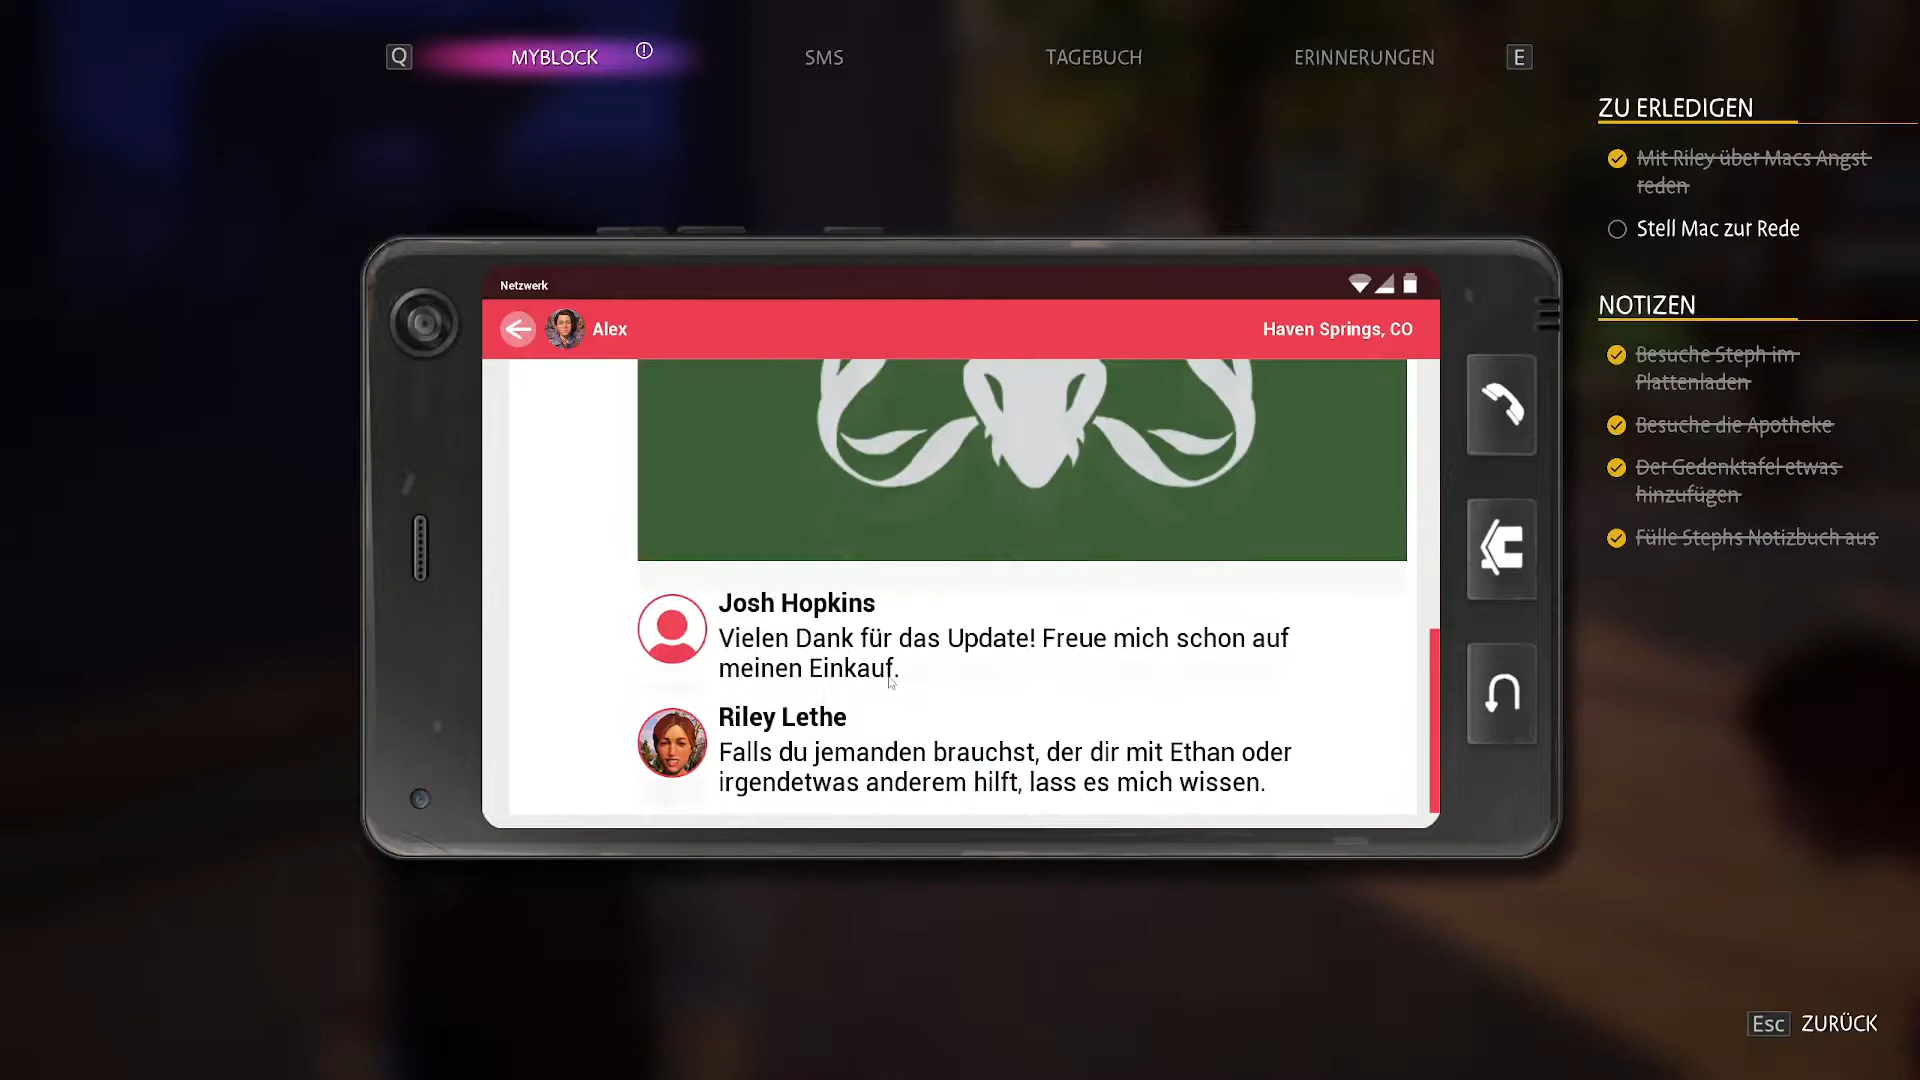 Q
MYBLOCK
SMS
TAGEBUCH
ERINNERUNGEN
E
ZU ERLEDIGEN
Mit Riley über Macs Angst
reden
Stell Mac zur Rede
NOTIZEN
Besuche Steph im
Plattenladen
Besuche die Apotheke
Der Gedenktafel etwas
hinzufügen
Fülle Stephs Notizbuch aus
Netzwerk
Alex
Haven Springs, CO
Josh Hopkins
Vielen Dank für das Update! Freue mich schon auf
meinen Einkauf.
Riley Lethe
Falls du jemanden brauchst, der dir mit Ethan oder
irgendetwas anderem hilft, lass es mich wissen.
Esc ZURÜCK